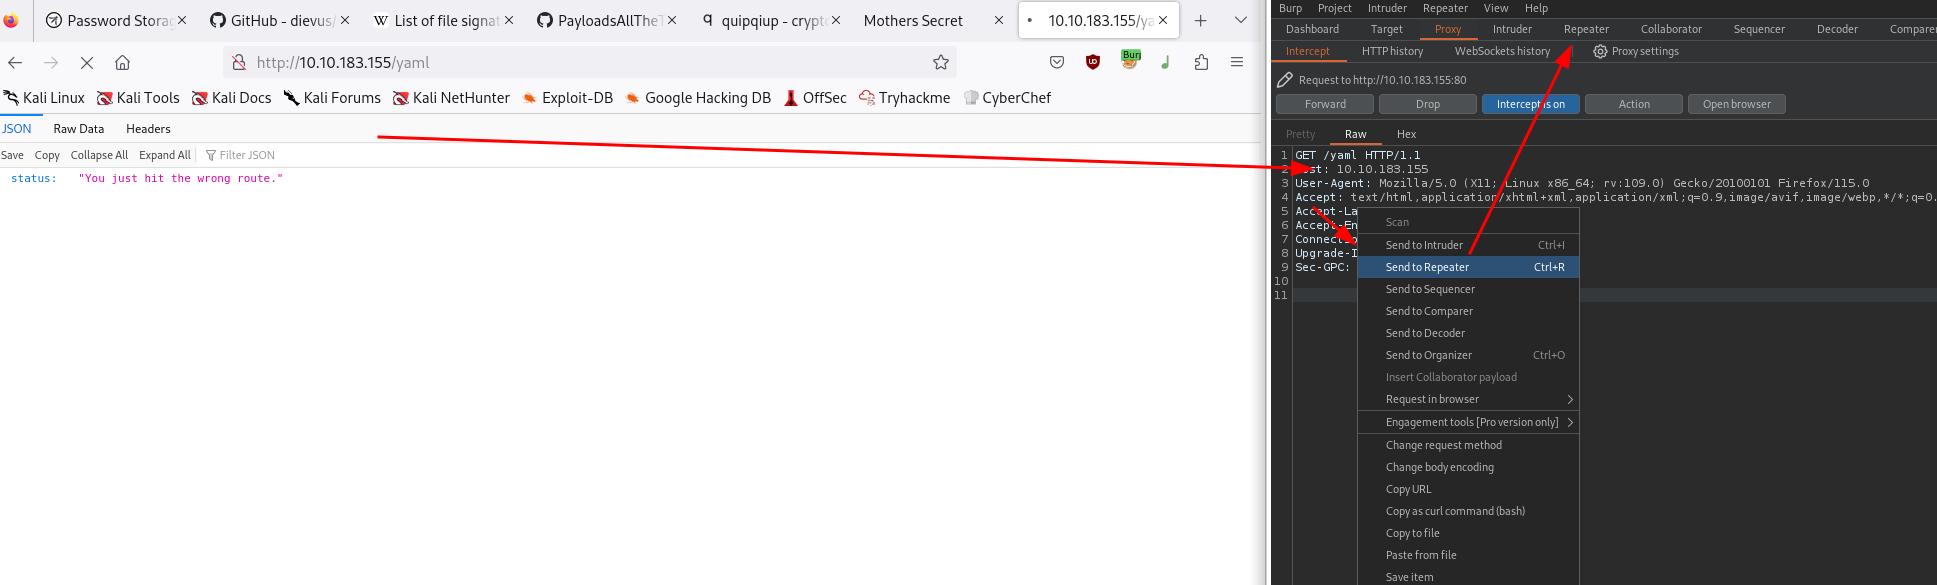 Password Storag
GitHub - dievus/
List of file signat
PayloadsAllTheT
quipqiup - crypto
Mothers Secret
10.10.183.155/ya
http://10.10.183.155/yaml
Kali Linux
Kali Tools
Kali Docs
Kali Forums
Kali NetHunter
Exploit-DB
Google Hacking DB
OffSec
Tryhackme
CyberChef
JSON Raw Data Headers
Save Copy Collapse All Expand All Filter JSON
status: "You just hit the wrong route."
Burp Project Intruder Repeater View Help
Dashboard Target Proxy Intruder Repeater Collaborator Sequencer Decoder Comparer
Intercept HTTP history WebSockets history Proxy settings
Request to http://10.10.183.155:80
Forward Drop Intercept is on Action Open browser
Pretty Raw Hex
1 GET /yaml HTTP/1.1
2 Host: 10.10.183.155
3 User-Agent: Mozilla/5.0 (X11; Linux x86_64; rv:109.0) Gecko/20100101 Firefox/115.0
4 Accept: text/html,application/xhtml+xml,application/xml;q=0.9,image/avif,image/webp,*/*;q=0.
5 Accept-La
6 Accept-En
7 Connectio
8 Upgrade-I
9 Sec-GPC:
10
11
Scan
Send to Intruder Ctrl+I
Send to Repeater Ctrl+R
Send to Sequencer
Send to Comparer
Send to Decoder
Send to Organizer Ctrl+O
Insert Collaborator payload
Request in browser
Engagement tools [Pro version only]
Change request method
Change body encoding
Copy URL
Copy as curl command (bash)
Copy to file
Paste from file
Save item